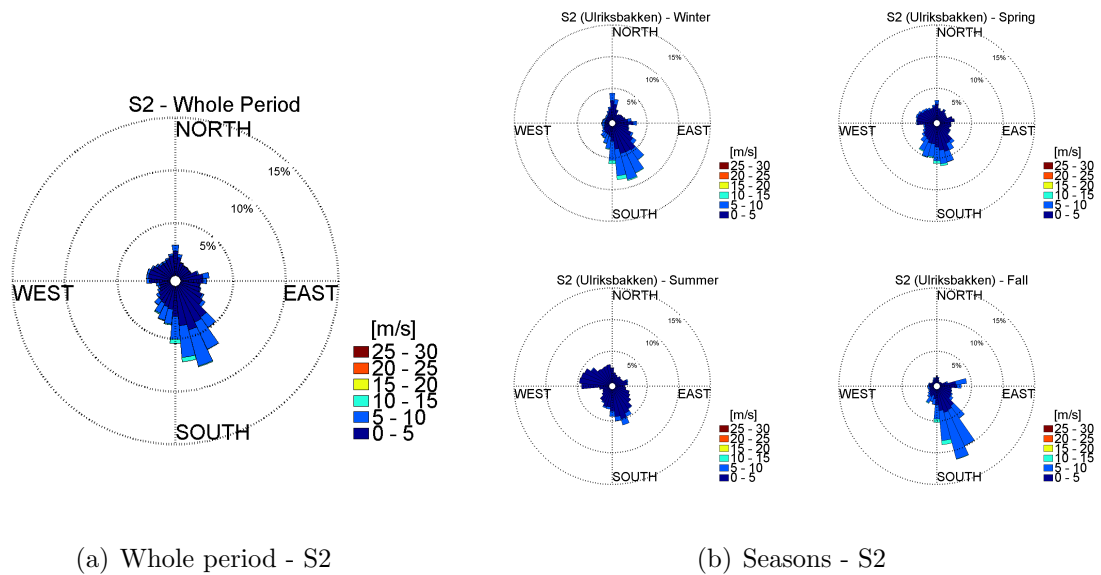 S2 - Whole Period
NORTH
15%
10%
5%
WEST
EAST
SOUTH
[m/s]
25 - 30
20 - 25
15 - 20
10 - 15
5 - 10
0 - 5
(a) Whole period - S2
S2 (Ulriksbakken) - Winter
NORTH
15%
10%
5%
WEST
EAST
SOUTH
[m/s]
25 - 30
20 - 25
15 - 20
10 - 15
5 - 10
0 - 5
S2 (Ulriksbakken) - Spring
NORTH
15%
10%
5%
WEST
EAST
SOUTH
[m/s]
25 - 30
20 - 25
15 - 20
10 - 15
5 - 10
0 - 5
S2 (Ulriksbakken) - Summer
NORTH
15%
10%
5%
WEST
EAST
SOUTH
[m/s]
25 - 30
20 - 25
15 - 20
10 - 15
5 - 10
0 - 5
S2 (Ulriksbakken) - Fall
NORTH
15%
10%
5%
WEST
EAST
SOUTH
[m/s]
25 - 30
20 - 25
15 - 20
10 - 15
5 - 10
0 - 5
(b) Seasons - S2